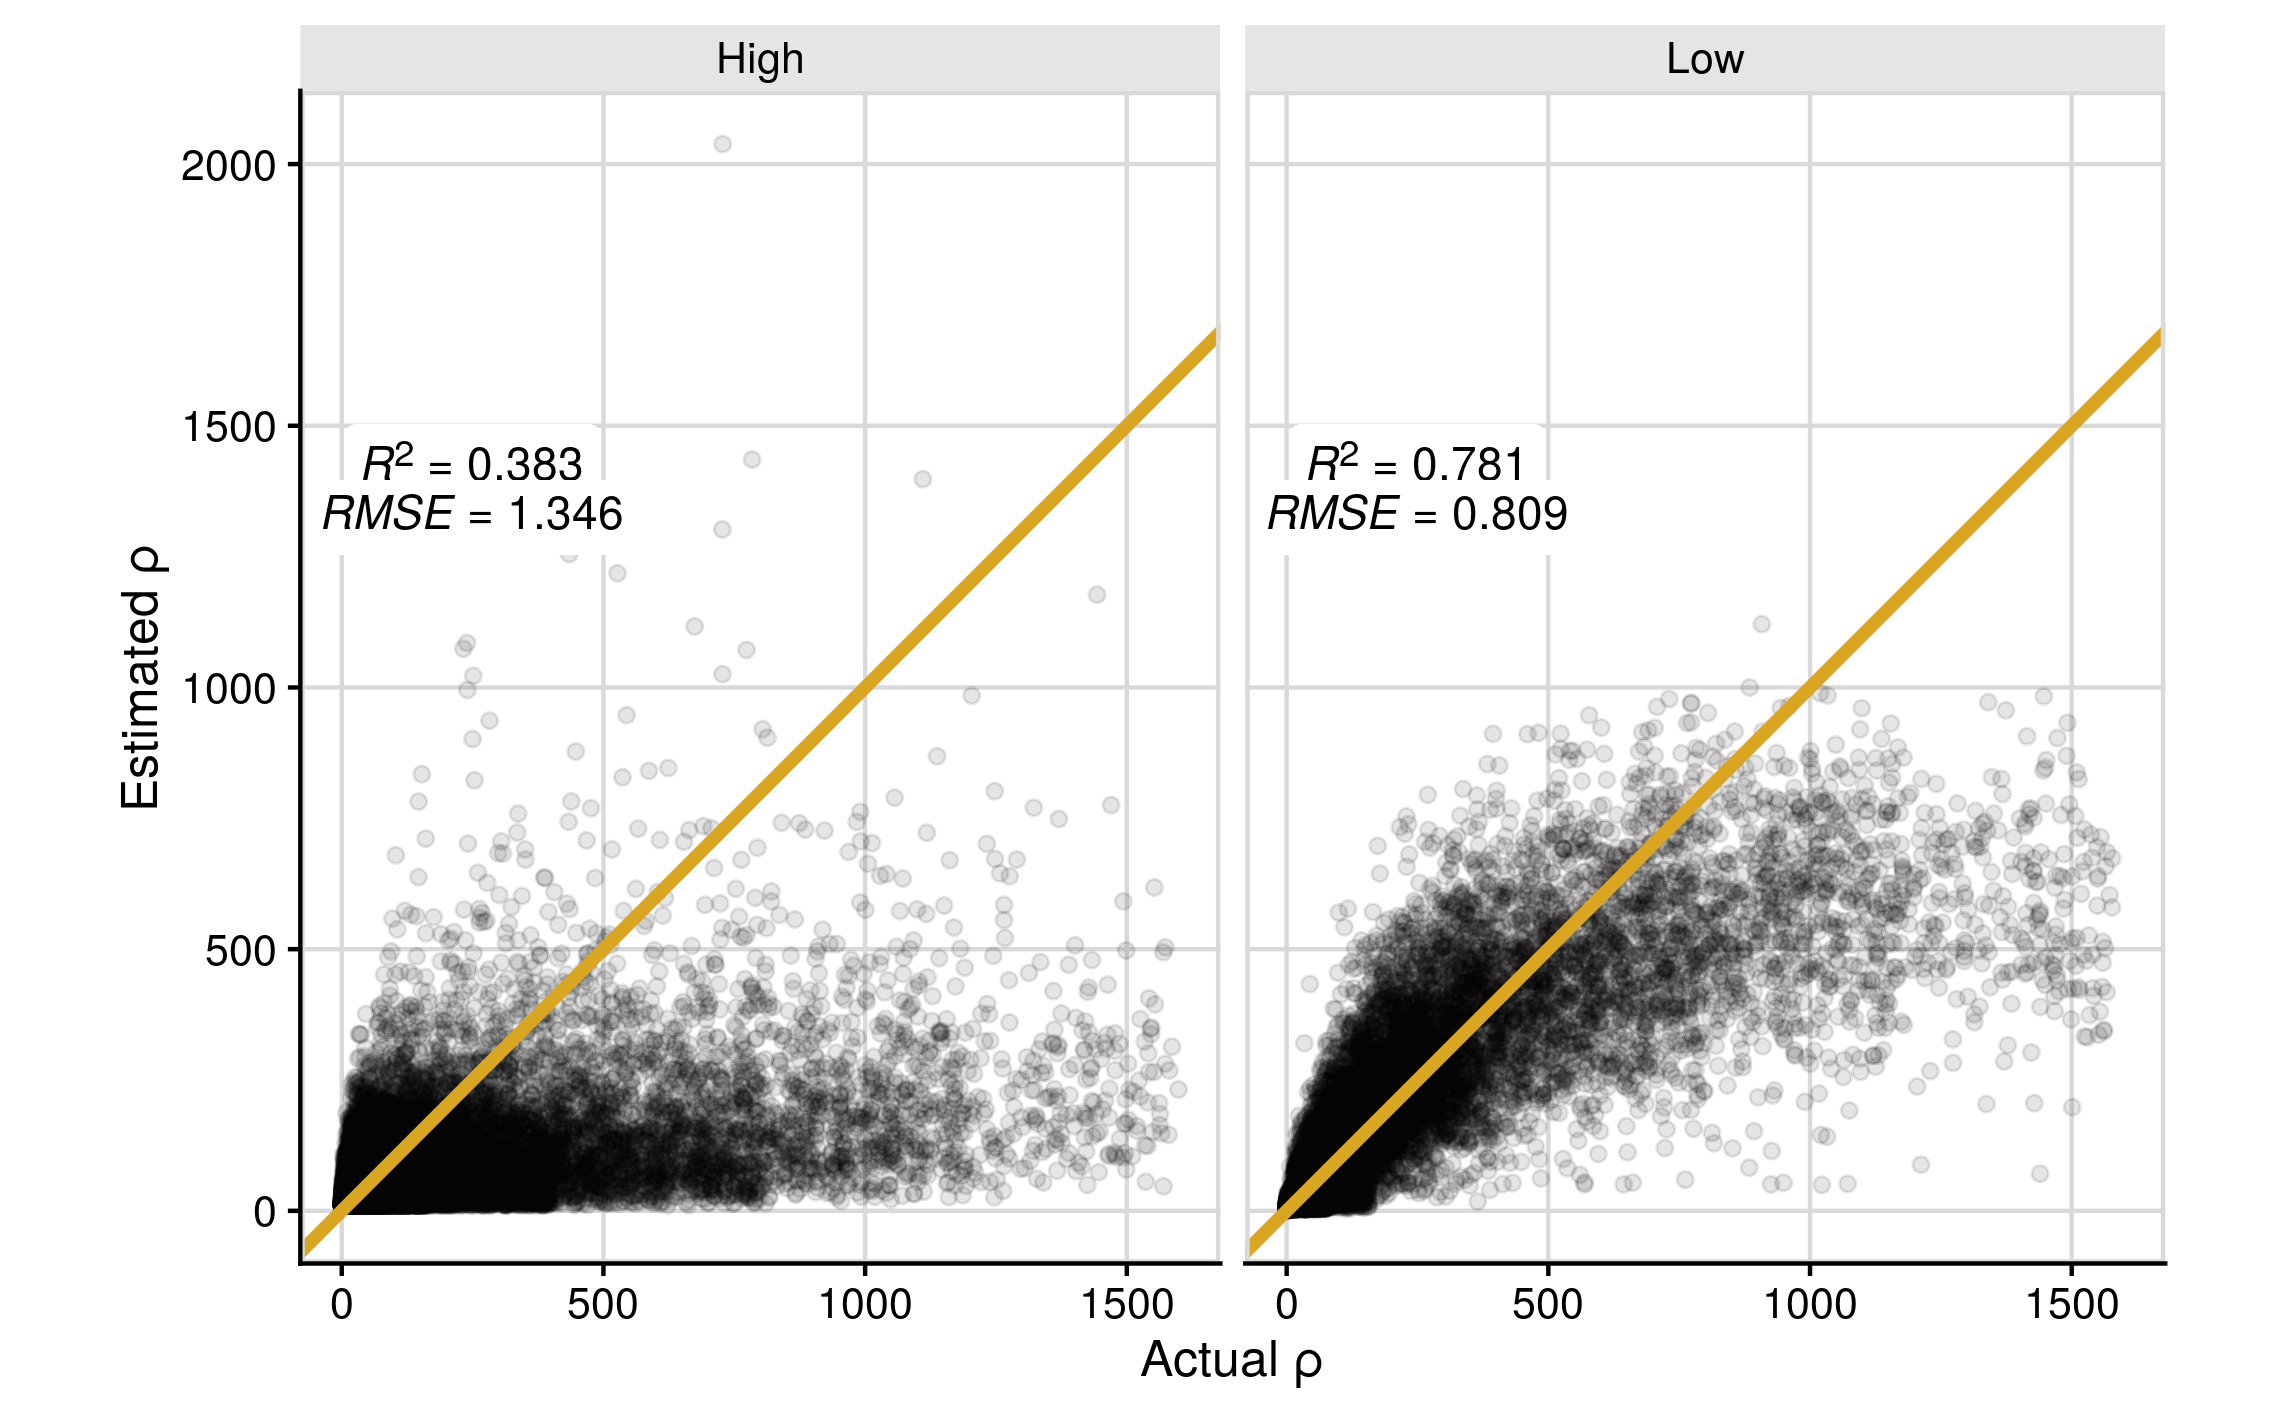 High
Low
2000
1500
1000
500
0
R² = 0.383
RMSE = 1.346
R² = 0.781
RMSE = 0.809
Estimated ρ
0 500 1000 1500
0 500 1000 1500
Actual ρ